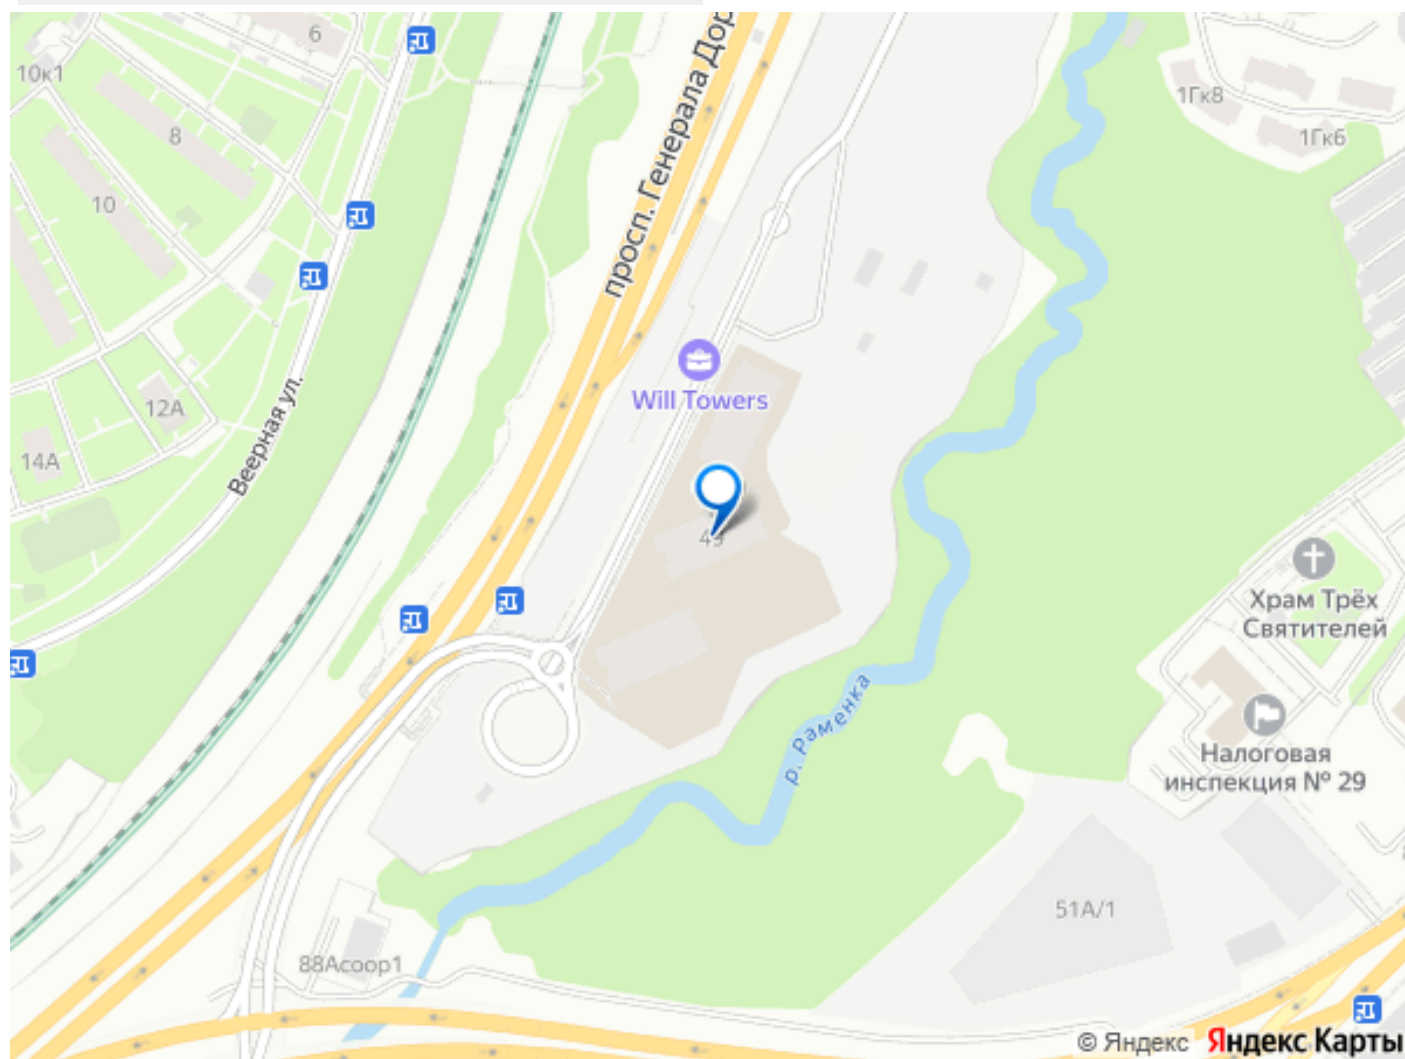 6
10к1
8
1Гк8
1Гк6
просп. Генерала Дор
10
Will Towers
12А
14А
Веерная ул.
49
Храм Трёх
Святителей
р. раменка
Налоговая
инспекция № 29
51А/1
88Асоор1
© Яндекс Яндекс Карты